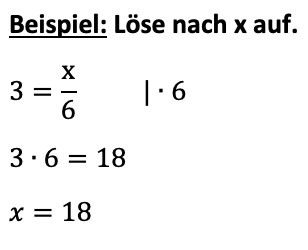 Beispiel: Löse nach x auf.
3 = x/6 | · 6
3 · 6 = 18
x = 18